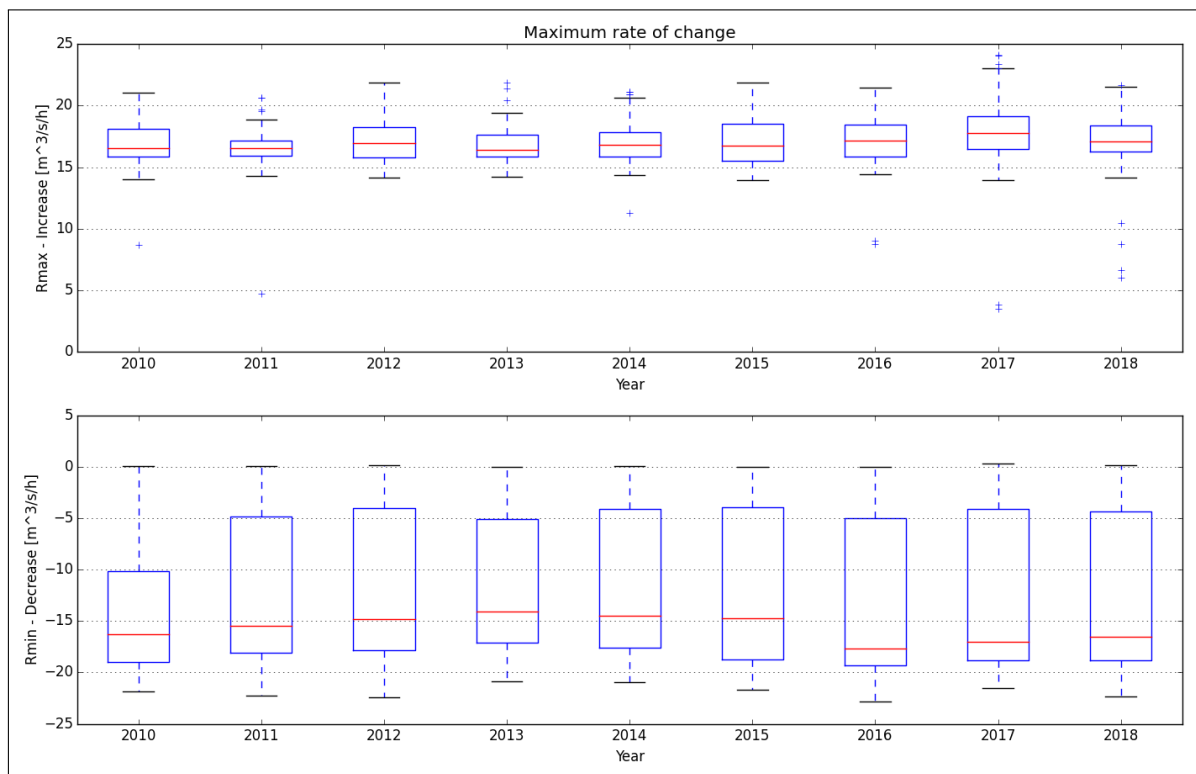 Maximum rate of change
Rmax - Increase [m^3/s/h]
25
20
15
10
5
0
2010 2011 2012 2013 2014 2015 2016 2017 2018
Year
Rmin - Decrease [m^3/s/h]
5
0
−5
−10
−15
−20
−25
2010 2011 2012 2013 2014 2015 2016 2017 2018
Year